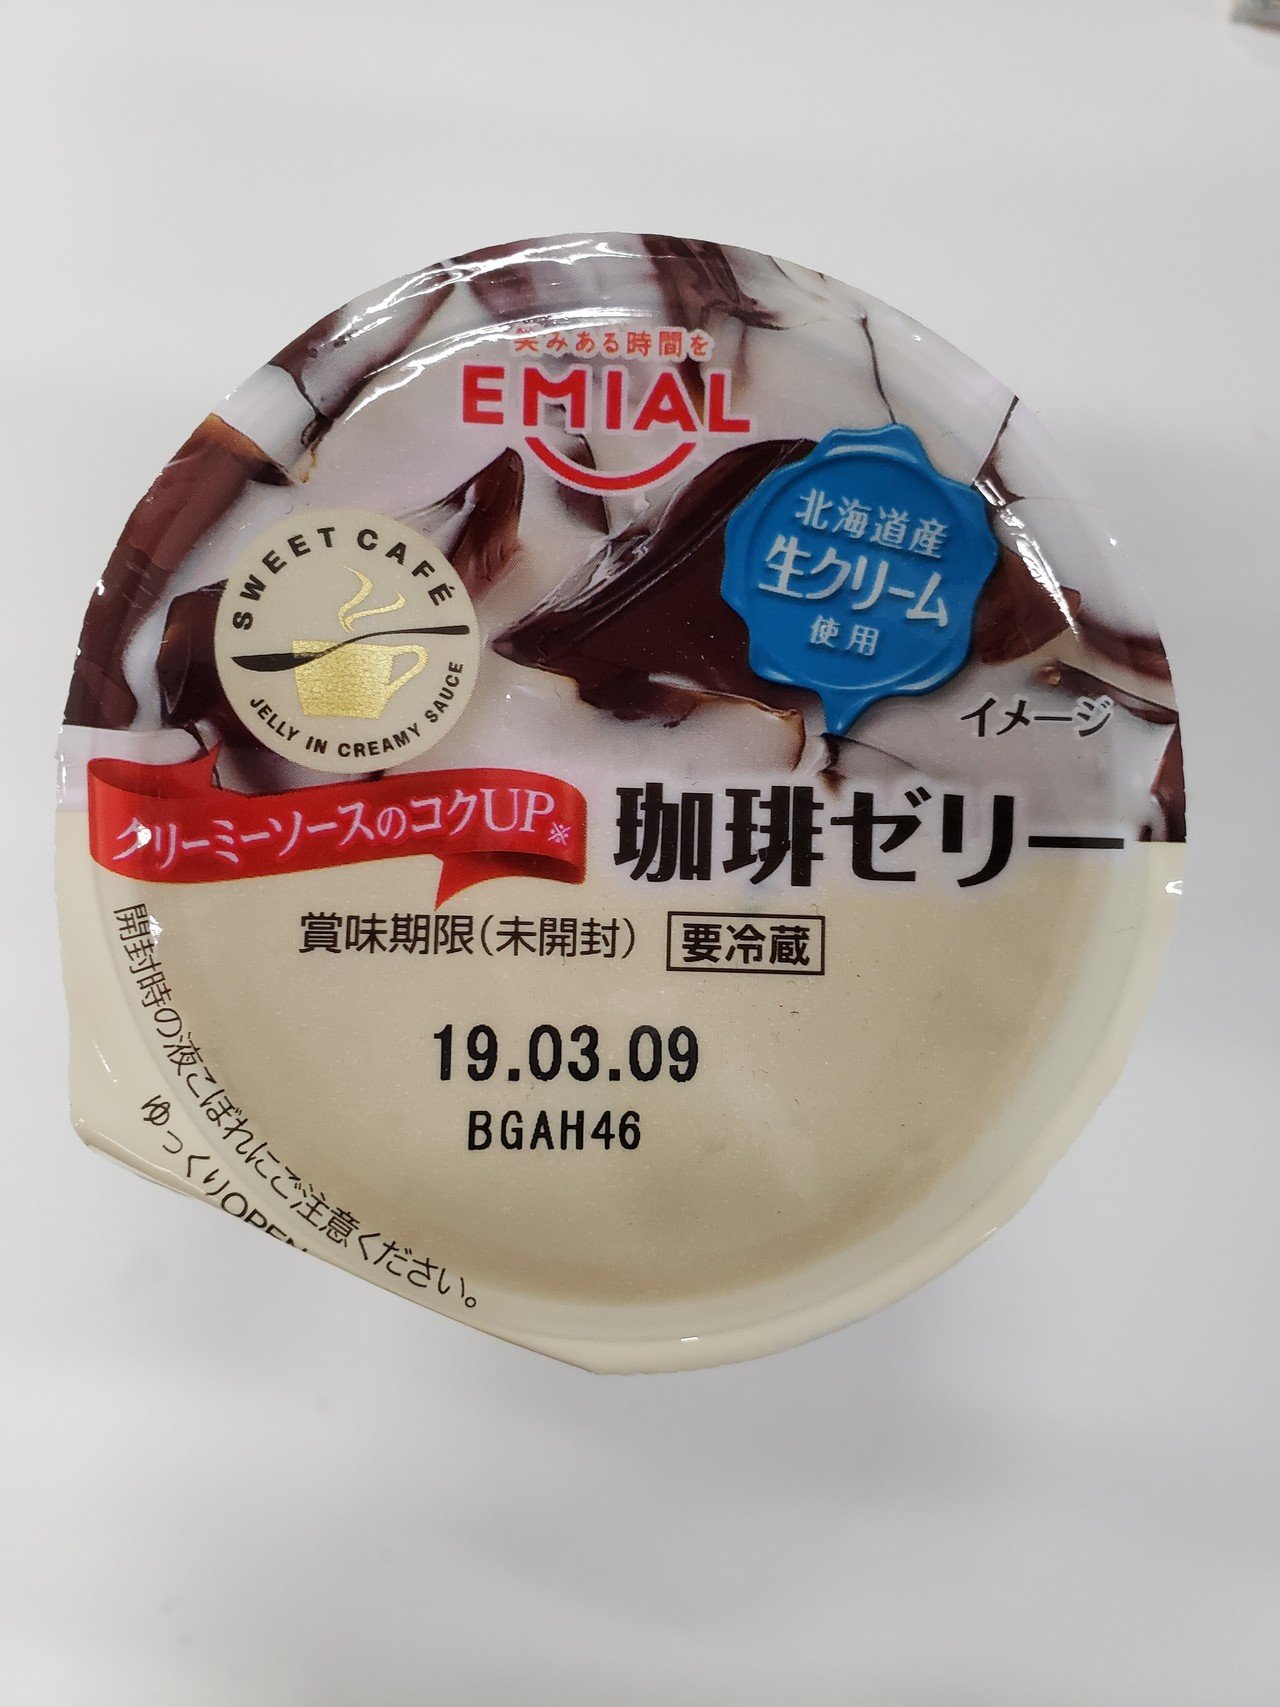 笑みある時間を
EMIAL
SWEET CAFÉ
JELLY IN CREAMY SAUCE
北海道産
生クリーム
使用
イメージ
クリーミーソースのコクUP※
珈琲ゼリー
賞味期限(未開封) 要冷蔵
19.03.09
BGAH46
開封時の液こぼれにご注意ください。
ゆっくりOPEN